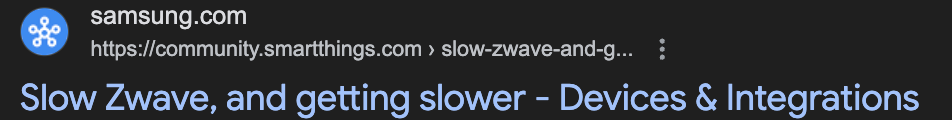 samsung.com
https://community.smartthings.com › slow-zwave-and-g...
Slow Zwave, and getting slower - Devices & Integrations